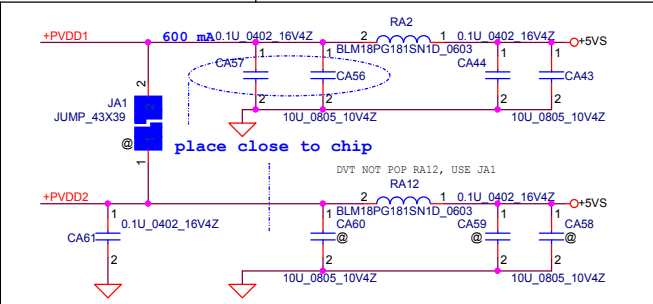 +PVDD1
600 mA
0.1U_0402_16V4Z
2
RA2
1
0.1U_0402_16V4Z
+5VS
BLM18PG181SN1D_0603
1
CA57
1
CA56
1
CA44
1
CA43
2
2
2
2
2
JA1
JUMP_43X39
2
@
1
10U_0805_10V4Z
10U_0805_10V4Z
place close to chip
DVT NOT POP RA12, USE JA1
+PVDD2
2
RA12
1
0.1U_0402_16V4Z
+5VS
BLM18PG181SN1D_0603
1
0.1U_0402_16V4Z
CA61
2
1
CA60
@
2
1
CA59
@
2
1
CA58
@
2
10U_0805_10V4Z
10U_0805_10V4Z